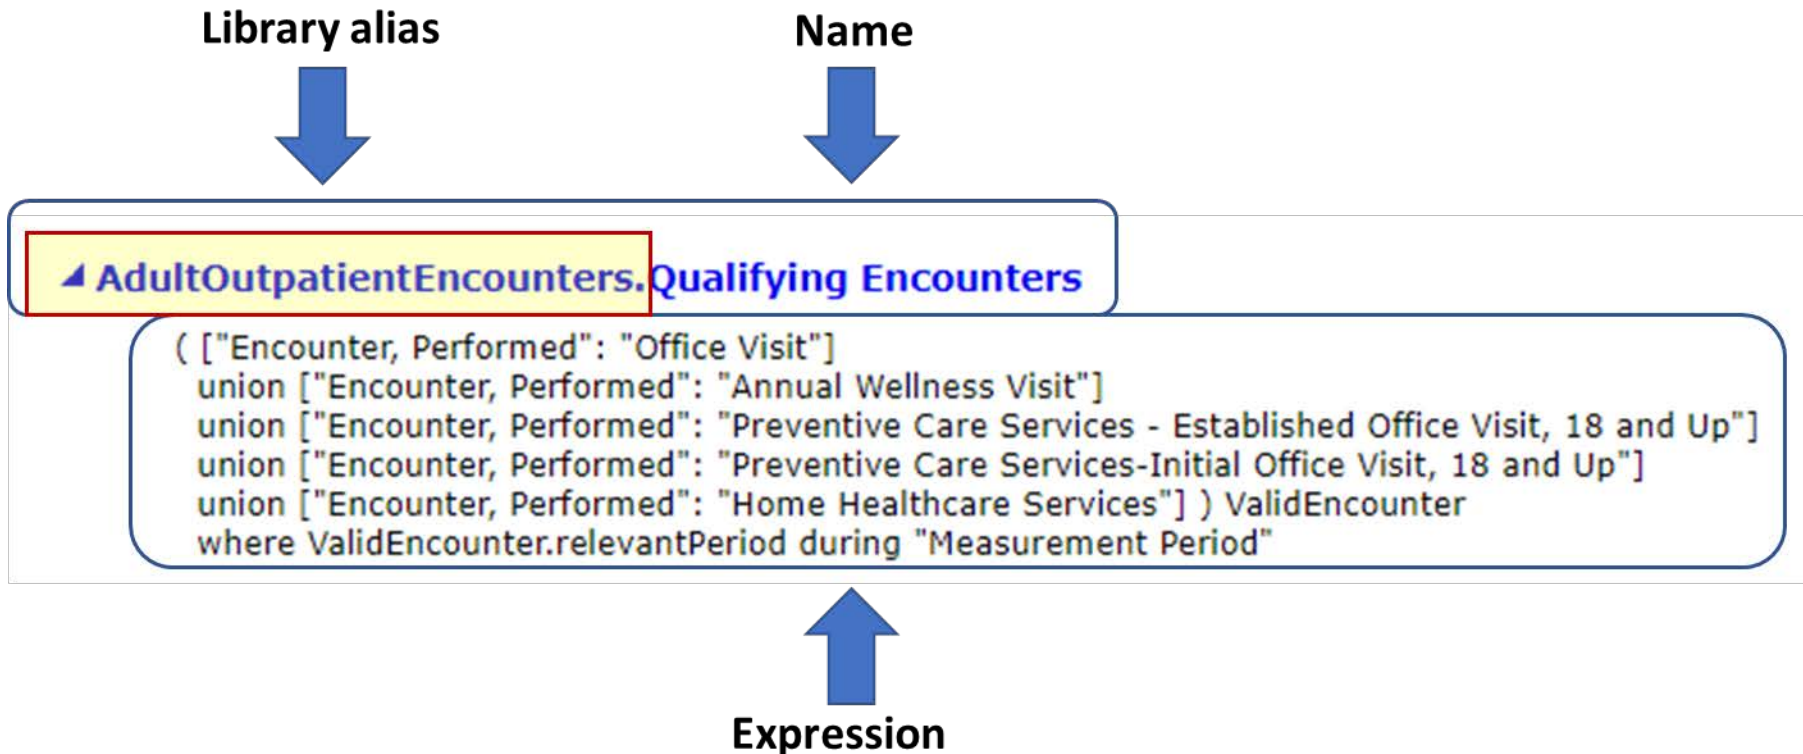 Library alias
Name
AdultOutpatientEncounters.Qualifying Encounters
( ["Encounter, Performed": "Office Visit"]
union ["Encounter, Performed": "Annual Wellness Visit"]
union ["Encounter, Performed": "Preventive Care Services - Established Office Visit, 18 and Up"]
union ["Encounter, Performed": "Preventive Care Services-Initial Office Visit, 18 and Up"]
union ["Encounter, Performed": "Home Healthcare Services"] ) ValidEncounter
where ValidEncounter.relevantPeriod during "Measurement Period"
Expression